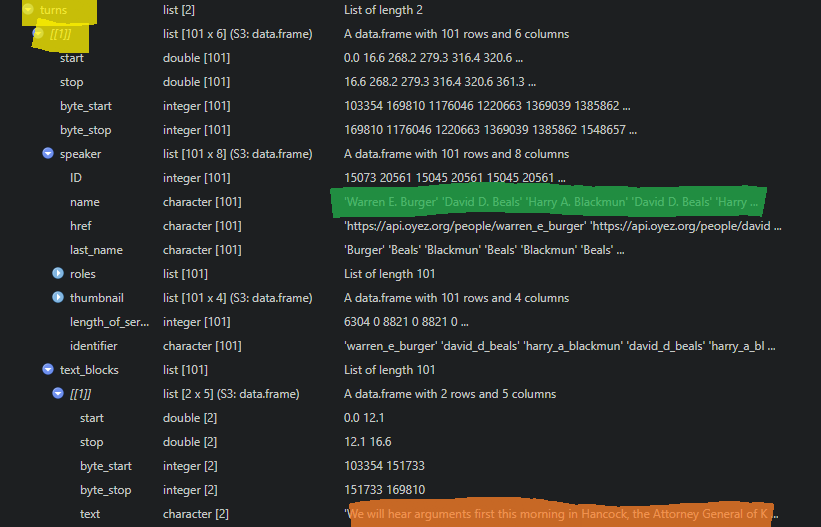 turns list [2] List of length 2
[[1]] list [101 x 6] (S3: data.frame) A data.frame with 101 rows and 6 columns
start double [101] 0.0 16.6 268.2 279.3 316.4 320.6 ...
stop double [101] 16.6 268.2 279.3 316.4 320.6 361.3 ...
byte_start integer [101] 103354 169810 1176046 1220663 1369039 1385862 ...
byte_stop integer [101] 169810 1176046 1220663 1369039 1385862 1548657 ...
speaker list [101 x 8] (S3: data.frame) A data.frame with 101 rows and 8 columns
ID integer [101] 15073 20561 15045 20561 15045 20561 ...
name character [101] 'Warren E. Burger' 'David D. Beals' 'Harry A. Blackmun' 'David D. Beals' 'Harry ...
href character [101] 'https://api.oyez.org/people/warren_e_burger' 'https://api.oyez.org/people/david ...
last_name character [101] 'Burger' 'Beals' 'Blackmun' 'Beals' 'Blackmun' 'Beals' ...
roles list [101] List of length 101
thumbnail list [101 x 4] (S3: data.frame) A data.frame with 101 rows and 4 columns
length_of_ser... integer [101] 6304 0 8821 0 8821 0 ...
identifier character [101] 'warren_e_burger' 'david_d_beals' 'harry_a_blackmun' 'david_d_beals' 'harry_a_bl ...
text_blocks list [101] List of length 101
[[1]] list [2 x 5] (S3: data.frame) A data.frame with 2 rows and 5 columns
start double [2] 0.0 12.1
stop double [2] 12.1 16.6
byte_start integer [2] 103354 151733
byte_stop integer [2] 151733 169810
text character [2] 'We will hear arguments first this morning in Hancock, the Attorney General of K ...